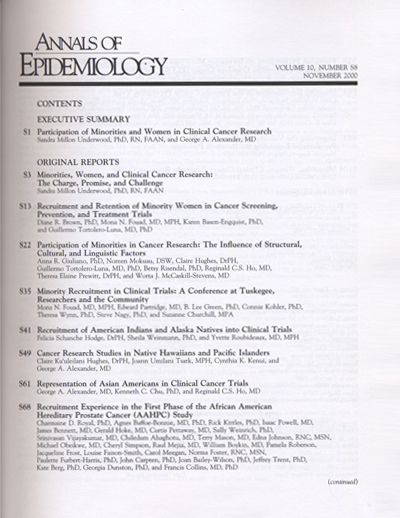 ANNALS OF
EPIDEMIOLOGY
VOLUME 10, NUMBER S8
NOVEMBER 2000
CONTENTS
EXECUTIVE SUMMARY
S1 Participation of Minorities and Women in Clinical Cancer Research
Sandra Millon Underwood, PhD, RN, FAAN, and George A. Alexander, MD
ORIGINAL REPORTS
S3 Minorities, Women, and Clinical Cancer Research:
The Charge, Promise, and Challenge
Sandra Millon Underwood, PhD, RN, FAAN
S13 Recruitment and Retention of Minority Women in Cancer Screening,
Prevention, and Treatment Trials
Diane R. Brown, PhD, Mona N. Fouad, MD, MPH, Karen Basen-Engquist, PhD,
and Guillermo Tortolero-Luna, MD, PhD
S22 Participation of Minorities in Cancer Research: The Influence of Structural,
Cultural, and Linguistic Factors
Anna R. Giuliano, PhD, Noreen Mokuau, DSW, Claire Hughes, DrPH,
Guillermo Tortolero-Luna, MD, PhD, Betsy Risendal, PhD, Reginald C.S. Ho, MD,
Theresa Elaine Prewitt, DrPH, and Worta J. McCaskill-Stevens, MD
S35 Minority Recruitment in Clinical Trials: A Conference at Tuskegee,
Researchers and the Community
Mona N. Fouad, MD, MPH, Edward Partridge, MD, B. Lee Green, PhD, Connie Kohler, PhD,
Theresa Wynn, PhD, Steve Nagy, PhD, and Suzanne Churchill, MPA
S41 Recruitment of American Indians and Alaska Natives into Clinical Trials
Felicia Schanche Hodge, DrPH, Sheila Weinmann, PhD, and Yvette Roubideaux, MD, MPH
S49 Cancer Research Studies in Native Hawaiians and Pacific Islanders
Claire Ku'uleilani Hughes, DrPH, JoAnn Umilani Tsark, MPH, Cynthia K. Kenui, and
George A. Alexander, MD
S61 Representation of Asian Americans in Clinical Cancer Trials
George A. Alexander, MD, Kenneth C. Chu, PhD, and Reginald C.S. Ho, MD
S68 Recruitment Experience in the First Phase of the African American
Hereditary Prostate Cancer (AAHPC) Study
Charmaine D. Royal, PhD, Agnes Baffoe-Bonnie, MD, PhD, Rick Kittles, PhD, Isaac Powell, MD,
James Bennett, MD, Gerald Hoke, MD, Curtis Pettaway, MD, Sally Weinrich, PhD,
Srinivasan Vijayakumar, MD, Chiledum Ahaghotu, MD, Terry Mason, MD, Edna Johnson, RNC, MSN,
Michael Obeikwe, MD, Cheryl Simpson, Raul Mejia, MD, William Boykin, MD, Pamela Roberson,
Jacqueline Frost, Louise Faison-Smith, Carol Meegan, Norma Foster, RNC, MSN,
Paulette Furbert-Harris, PhD, John Carpten, PhD, Joan Bailey-Wilson, PhD, Jeffrey Trent, PhD,
Kate Berg, PhD, Georgia Dunston, PhD, and Francis Collins, MD, PhD
(continued)